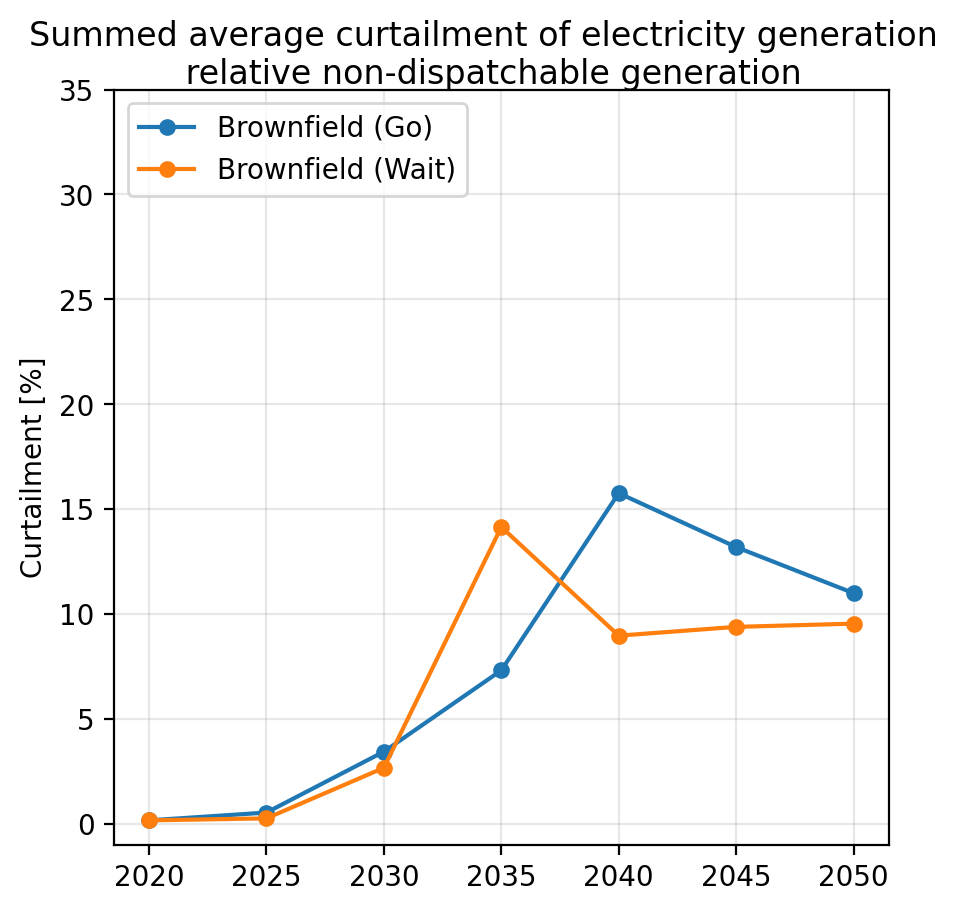 Summed average curtailment of electricity generation
relative non-dispatchable generation
Brownfield (Go)
Brownfield (Wait)
Curtailment [%]
35
30
25
20
15
10
5
0
2020 2025 2030 2035 2040 2045 2050